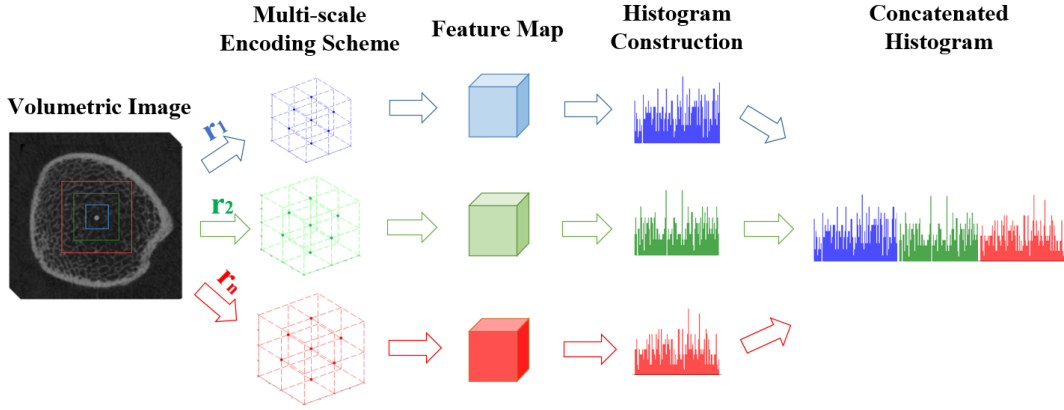 Multi-scale
Encoding Scheme
Feature Map
Histogram
Construction
Concatenated
Histogram
Volumetric Image
r1
r2
rn